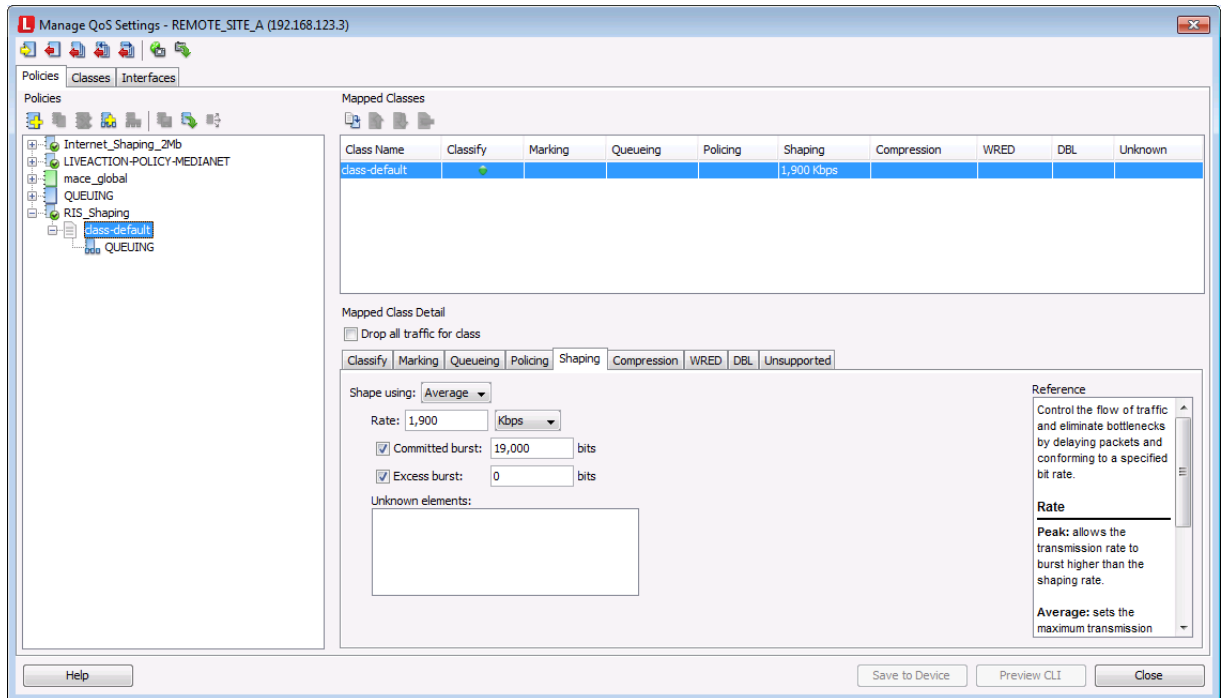 L Manage QoS Settings - REMOTE_SITE_A (192.168.123.3)
Policies Classes Interfaces
Policies
Internet_Shaping_2Mb
LIVEACTION-POLICY-MEDIANET
mace_global
QUEUING
RIS_Shaping
class-default
QUEUING
Mapped Classes
Class Name Classify Marking Queueing Policing Shaping Compression WRED DBL Unknown
class-default 1,900 Kbps
Mapped Class Detail
Drop all traffic for class
Classify Marking Queueing Policing Shaping Compression WRED DBL Unsupported
Shape using: Average
Rate: 1,900 Kbps
Committed burst: 19,000 bits
Excess burst: 0 bits
Unknown elements:
Reference
Control the flow of traffic
and eliminate bottlenecks
by delaying packets and
conforming to a specified
bit rate.
Rate
Peak: allows the
transmission rate to
burst higher than the
shaping rate.
Average: sets the
maximum transmission
Help Save to Device Preview CLI Close